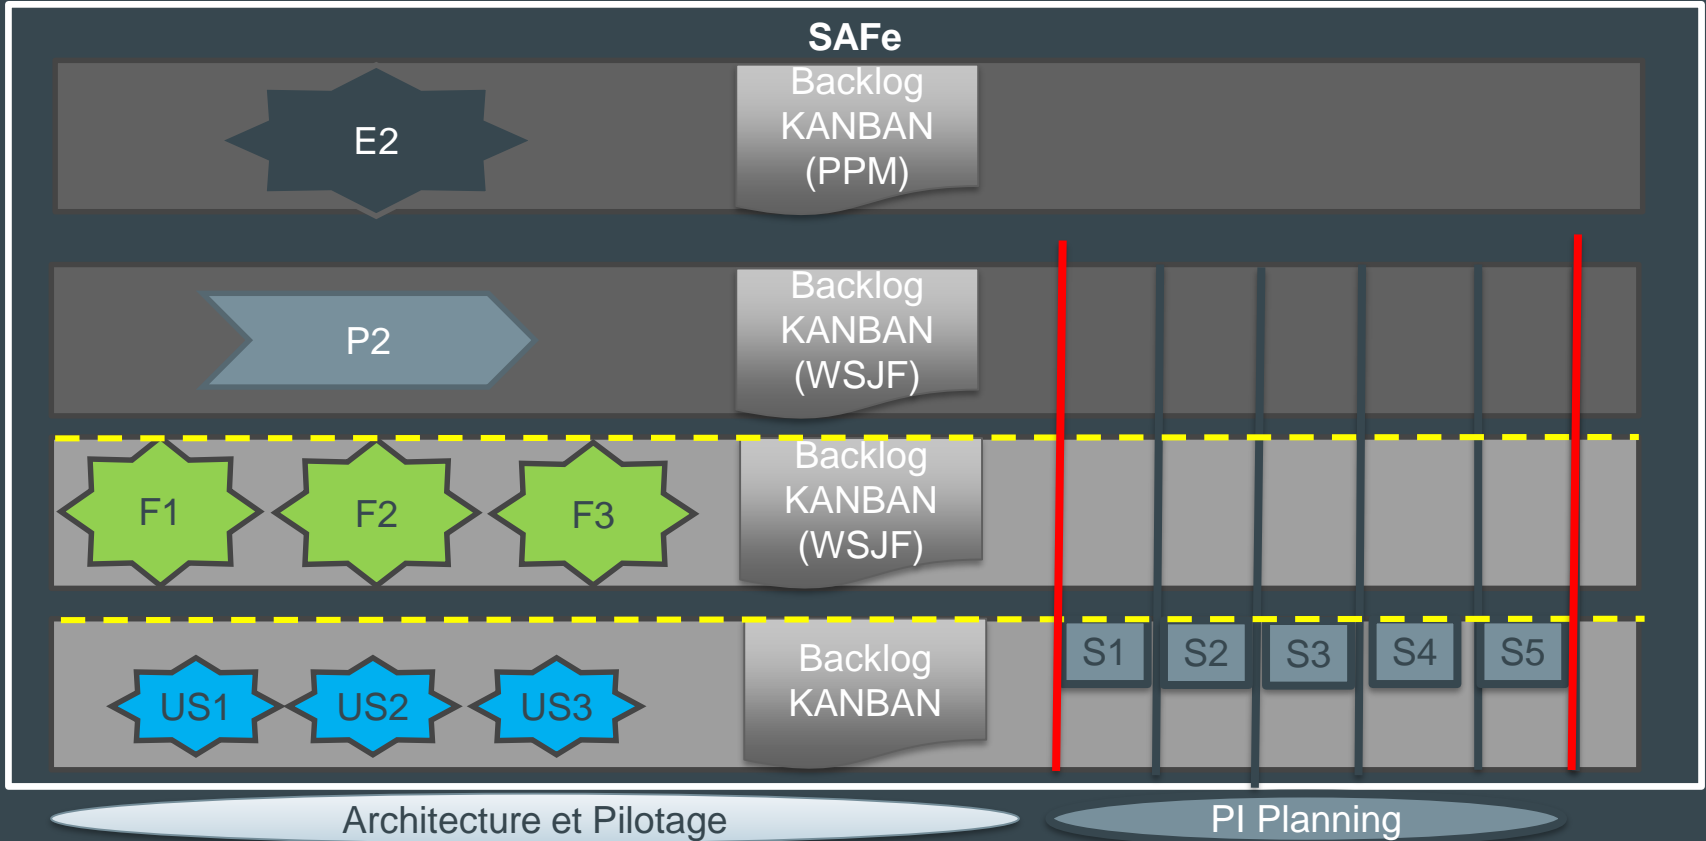 SAFe
E2
Backlog
KANBAN
(PPM)
P2
Backlog
KANBAN
(WSJF)
F1
F2
F3
Backlog
KANBAN
(WSJF)
US1
US2
US3
Backlog
KANBAN
S1
S2
S3
S4
S5
Architecture et Pilotage
PI Planning